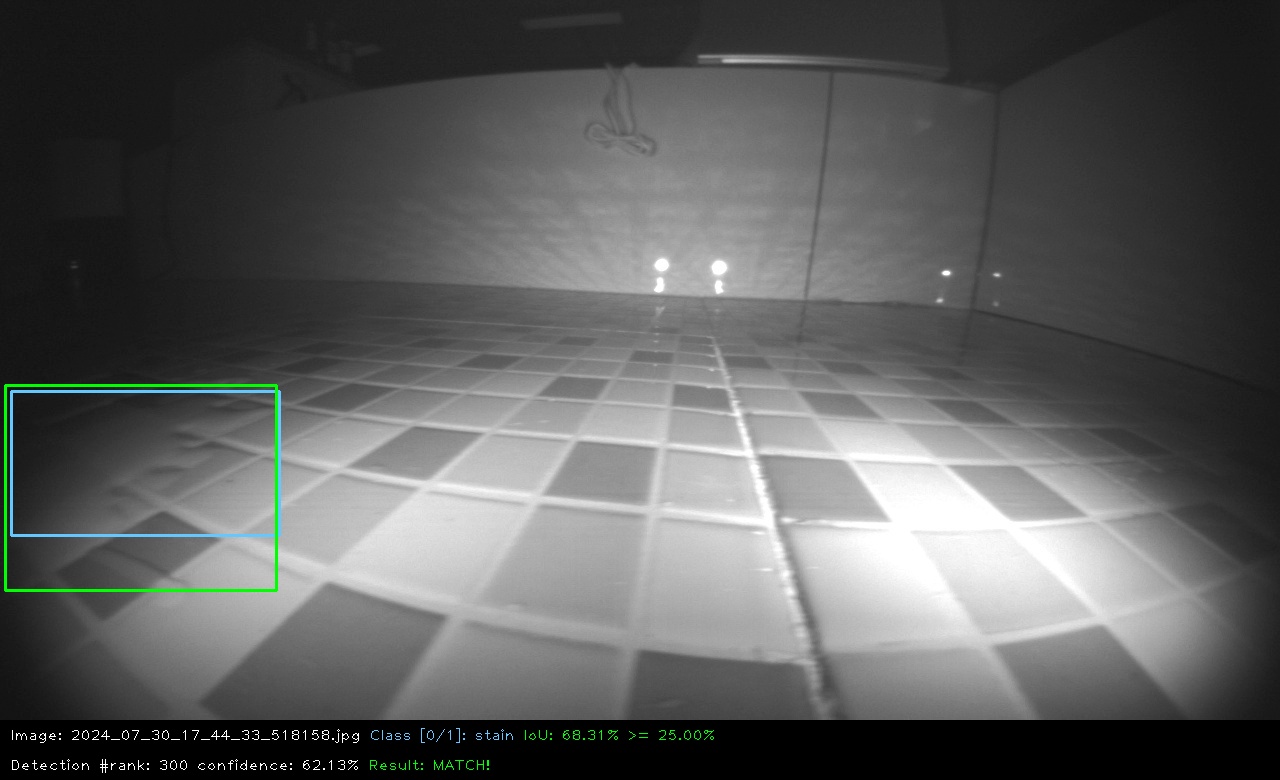 Image: 2024_07_30_17_44_33_518158.jpg Class [0/1]: stain IoU: 68.31% >= 25.00%
Detection #rank: 300 confidence: 62.13% Result: MATCH!